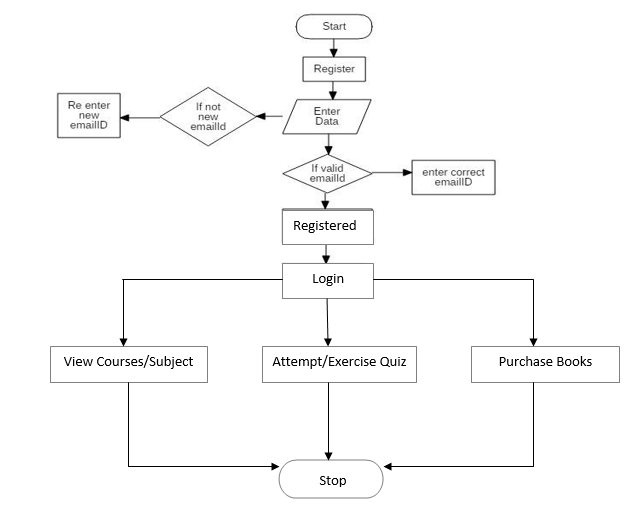 Start
Register
Re enter
new
emailID
If not
new
emailId
Enter
Data
If valid
emailId
enter correct
emailID
Registered
Login
View Courses/Subject
Attempt/Exercise Quiz
Purchase Books
Stop